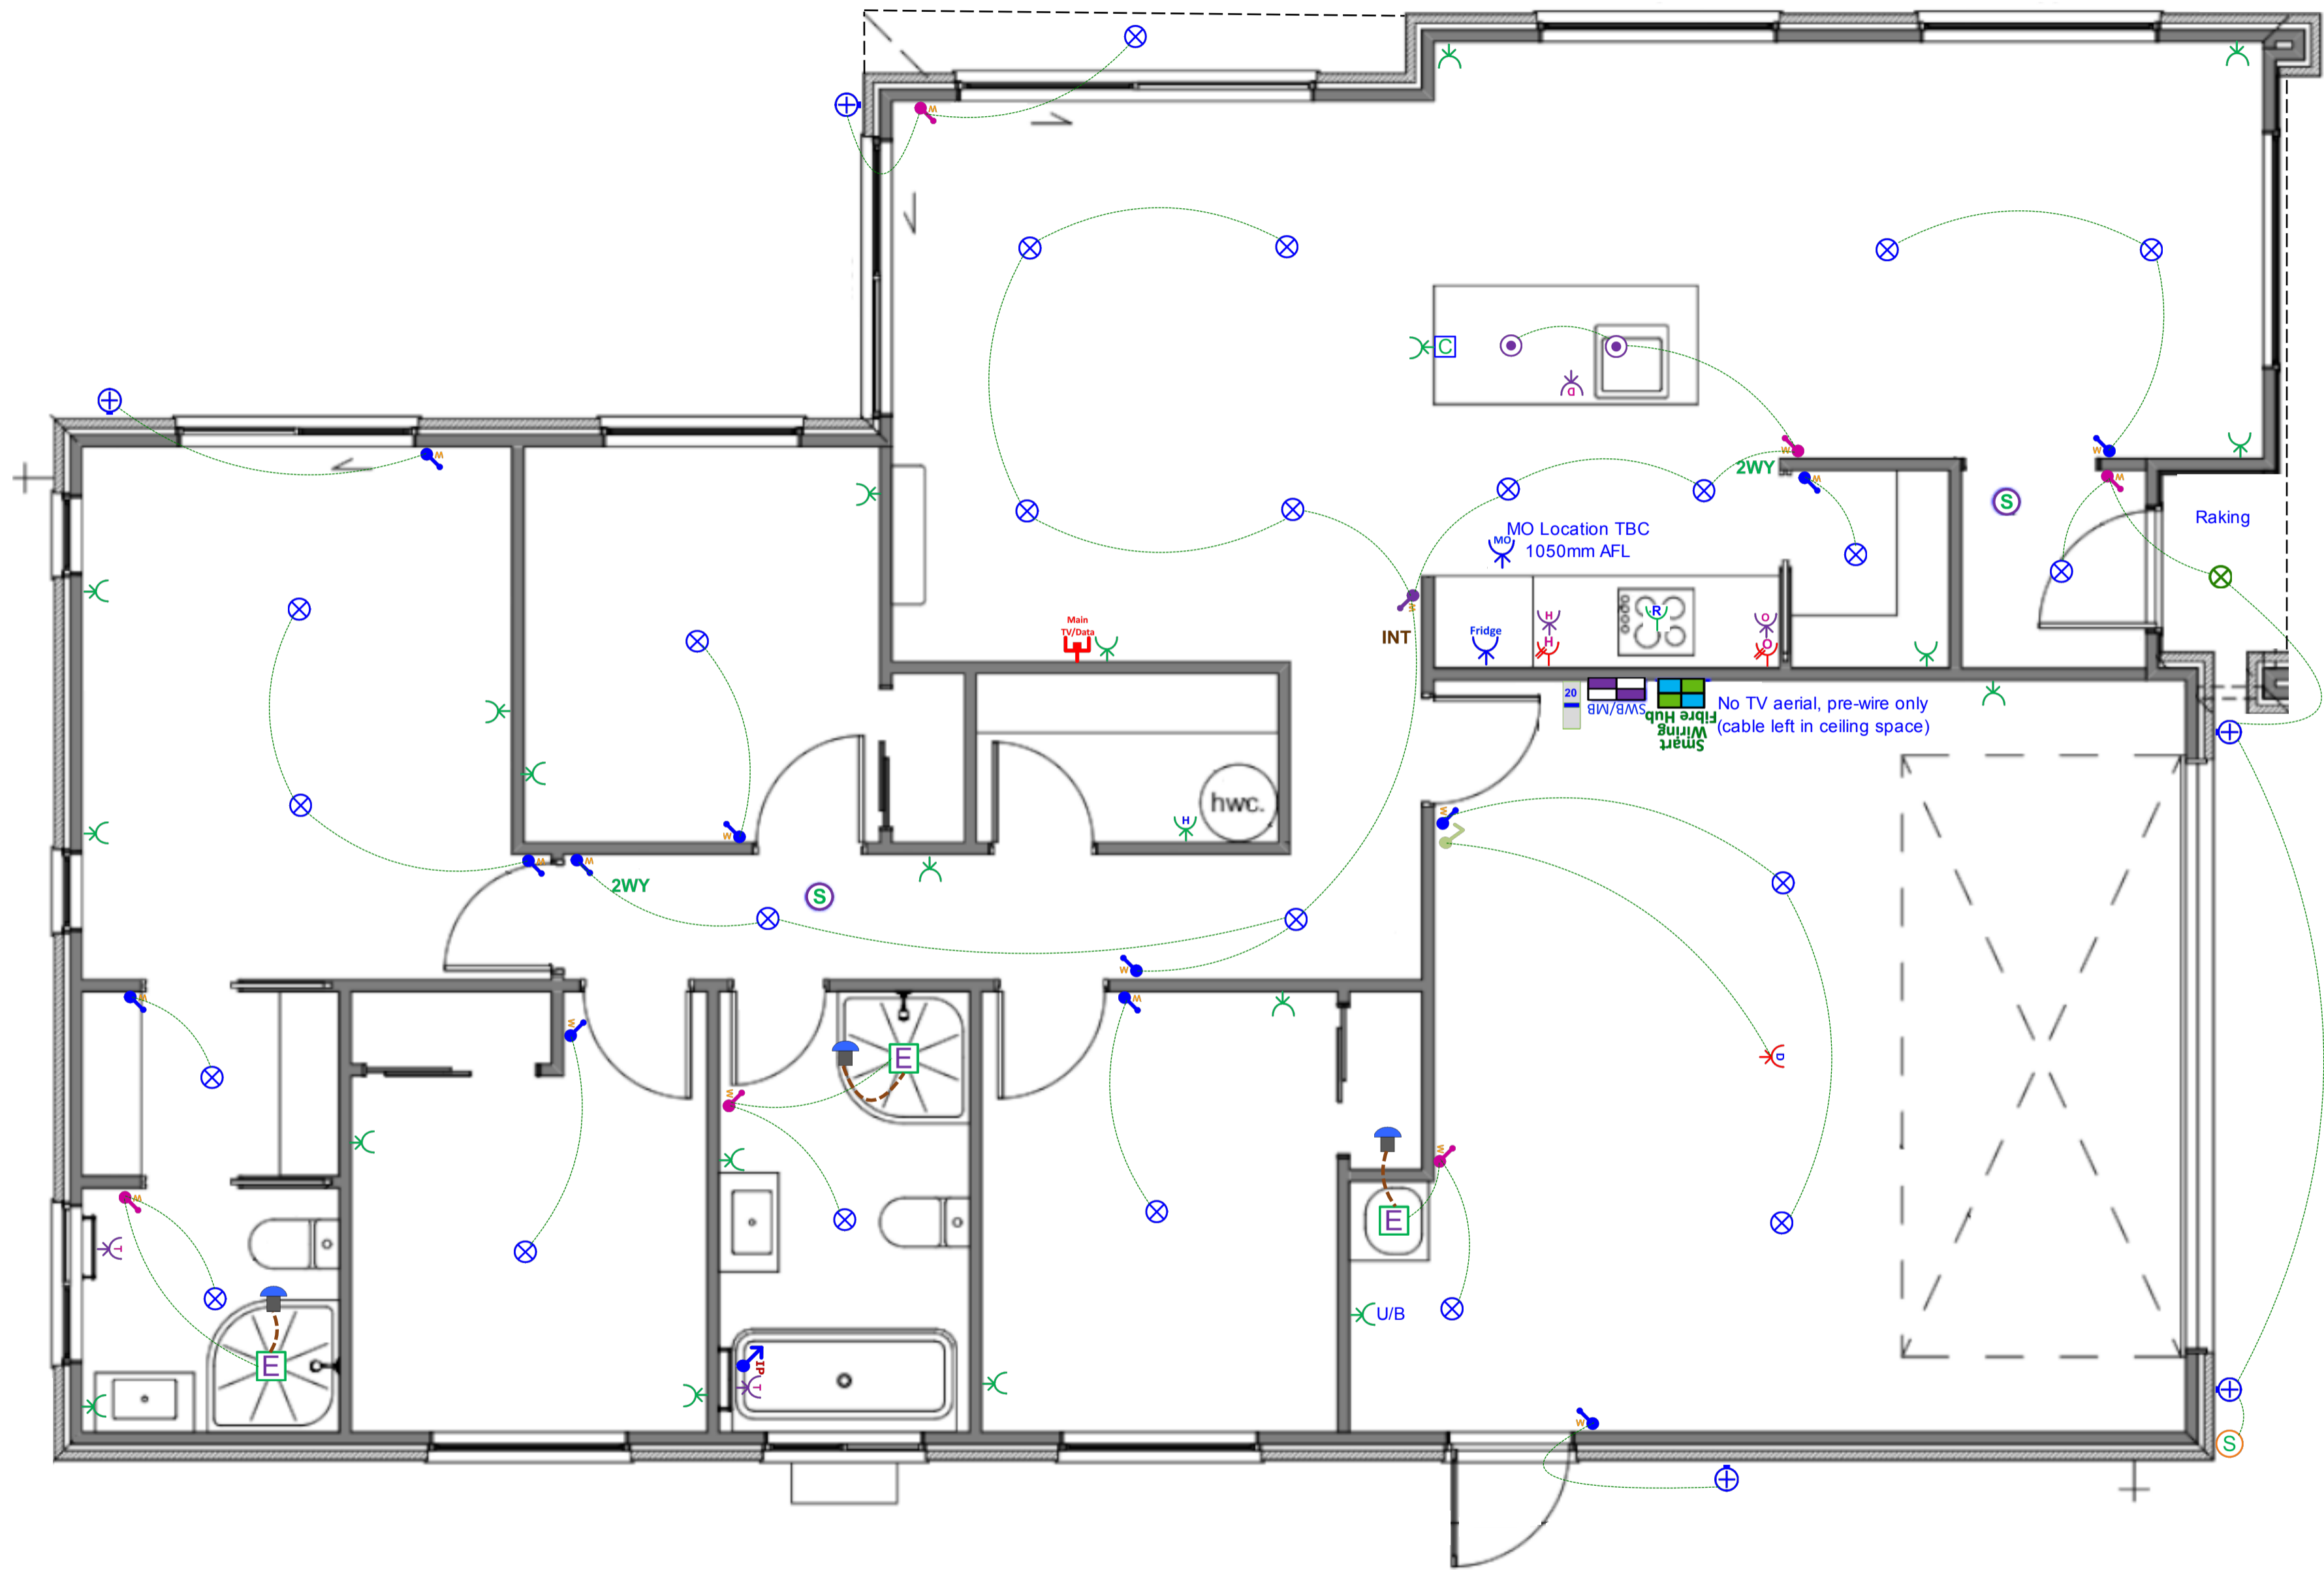 W
W
C
D
W
W
W
2WY
W
W
S
Raking
MO Location TBC
MO
1050mm AFL
W
INT
Main
TV/Data
Fridge
H
H
R
O
O
20
SWB/MB
Fibre Hub
Smart
Wiring
No TV aerial, pre-wire only
(cable left in ceiling space)
hwc.
H
W
W
W
W
2WY
S
W
W
W
W
E
D
W
W
W
T
E
U/B
E
IP
T
W
S